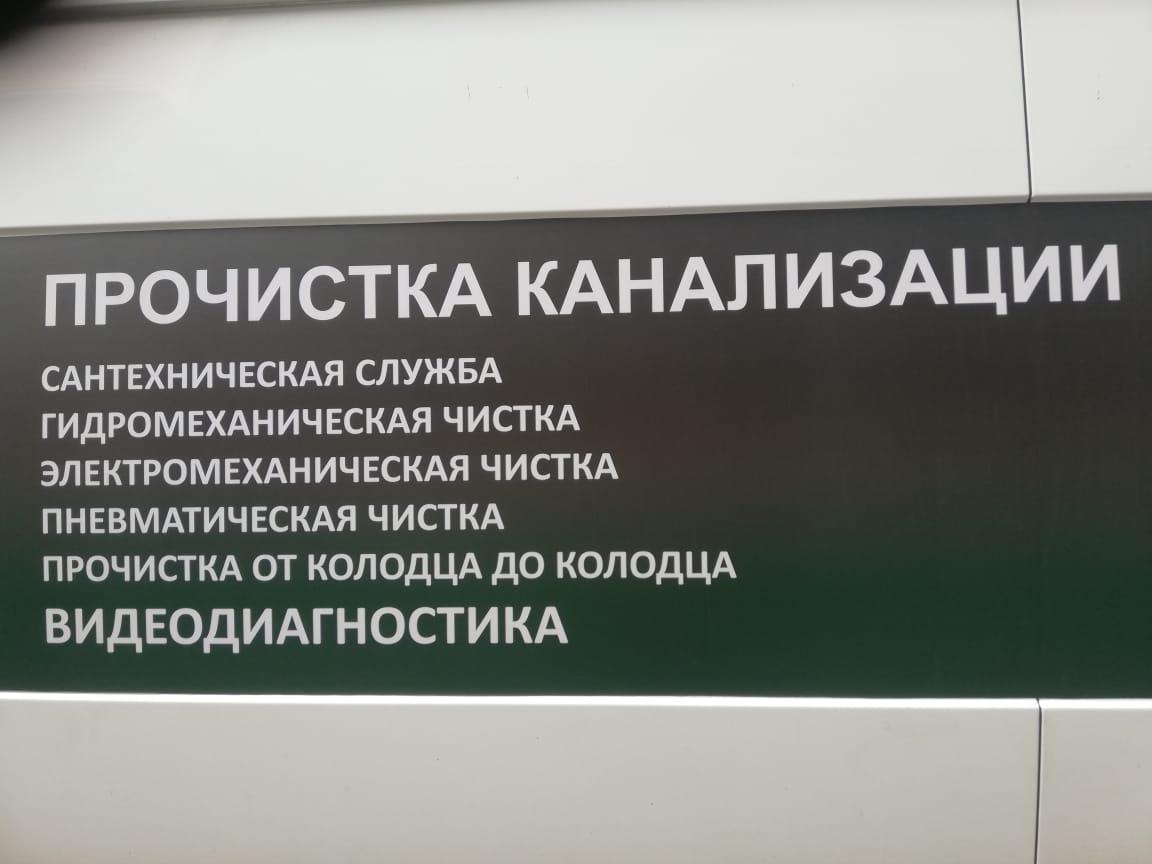 ПРОЧИСТКА КАНАЛИЗАЦИИ
САНТЕХНИЧЕСКАЯ СЛУЖБА
ГИДРОМЕХАНИЧЕСКАЯ ЧИСТКА
ЭЛЕКТРОМЕХАНИЧЕСКАЯ ЧИСТКА
ПНЕВМАТИЧЕСКАЯ ЧИСТКА
ПРОЧИСТКА ОТ КОЛОДЦА ДО КОЛОДЦА
ВИДЕОДИАГНОСТИКА